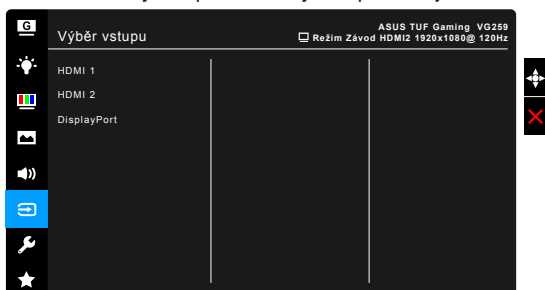 G
Výběr vstupu
ASUS TUF Gaming VG259
Režim Závod HDMI2 1920x1080@ 120Hz
HDMI 1
HDMI 2
DisplayPort